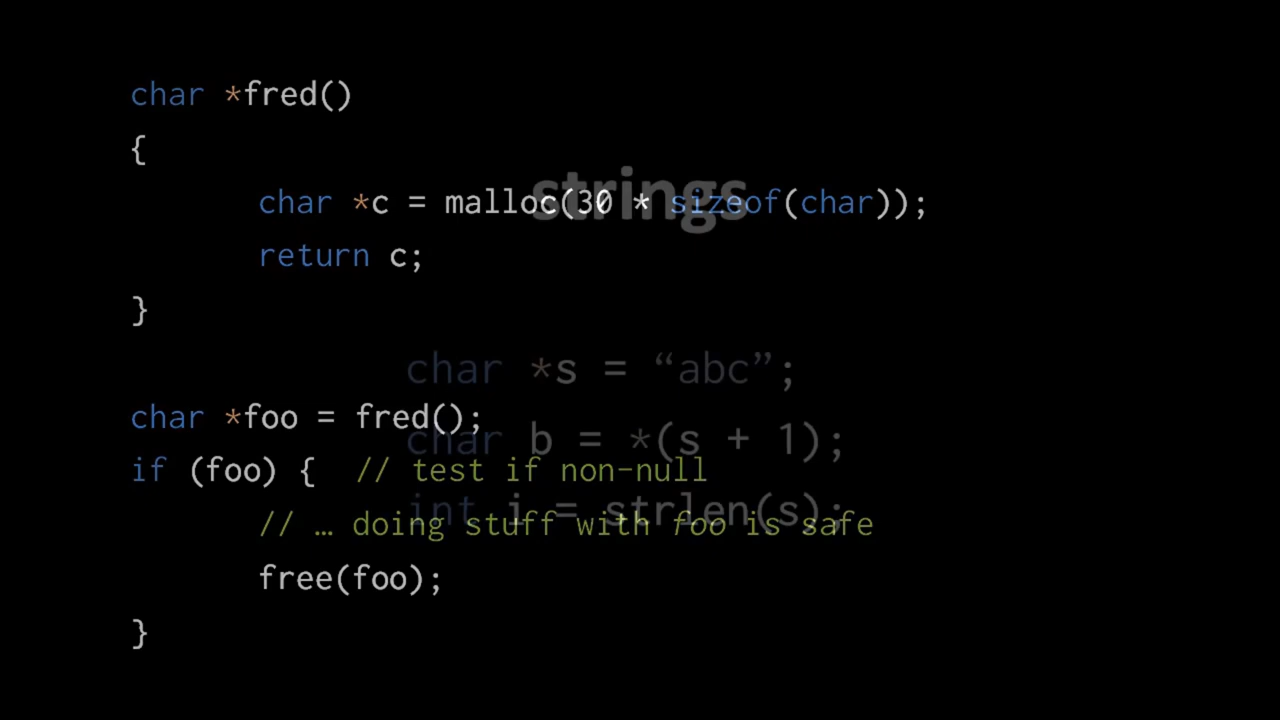 char *fred()
{
strings
char *c = malloc(30 * sizeof(char));
return c;
}
char *s = “abc”;
char *foo = fred();
char b = *(s + 1);
if (foo) {  // test if non-null
int i = strlen(s);
// … doing stuff with foo is safe
free(foo);
}